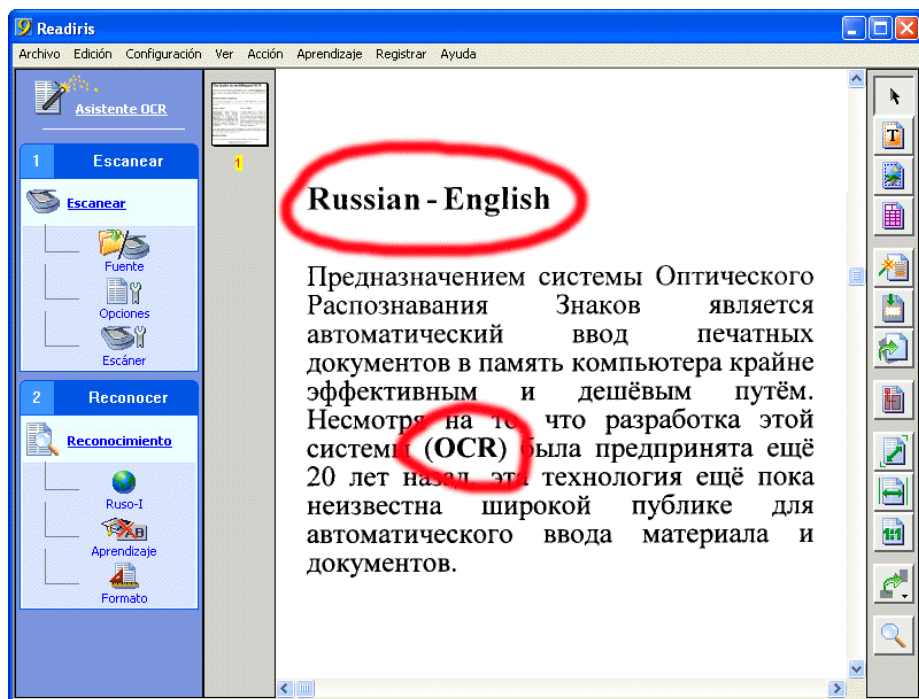 Readiris
Archivo Edición Configuración Ver Acción Aprendizaje Registrar Ayuda
Asistente OCR
1 Escanear
Escanear
Fuente
Opciones
Escáner
2 Reconocer
Reconocimiento
Ruso-I
Aprendizaje
Formato
1
Russian - English
Предназначением системы Оптического
Распознавания Знаков является
автоматический ввод печатных
документов в память компьютера крайне
эффективным и дешёвым путём.
Несмотря на то что разработка этой
системы (OCR) была предпринята ещё
20 лет назад, эта технология ещё пока
неизвестна широкой публике для
автоматического ввода материала и
документов.
1:1